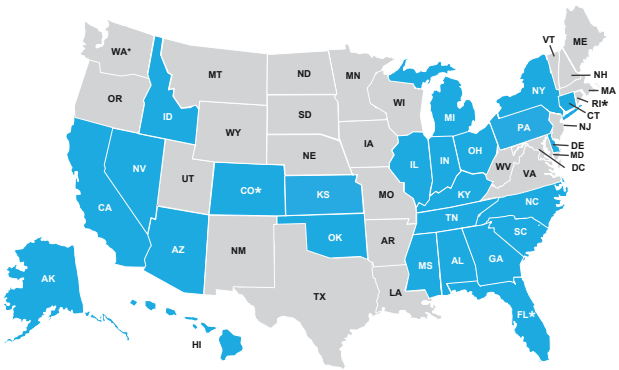 WA*
MT
ND
MN
VT
ME
NH
MA
RI*
CT
NJ
OR
ID
SD
WI
MI
NY
PA
DE
MD
DC
WY
NE
IA
IL
IN
OH
WV
VA
NV
UT
CO*
KS
MO
KY
NC
CA
AZ
NM
OK
AR
TN
SC
MS
AL
GA
AK
TX
LA
FL*
HI